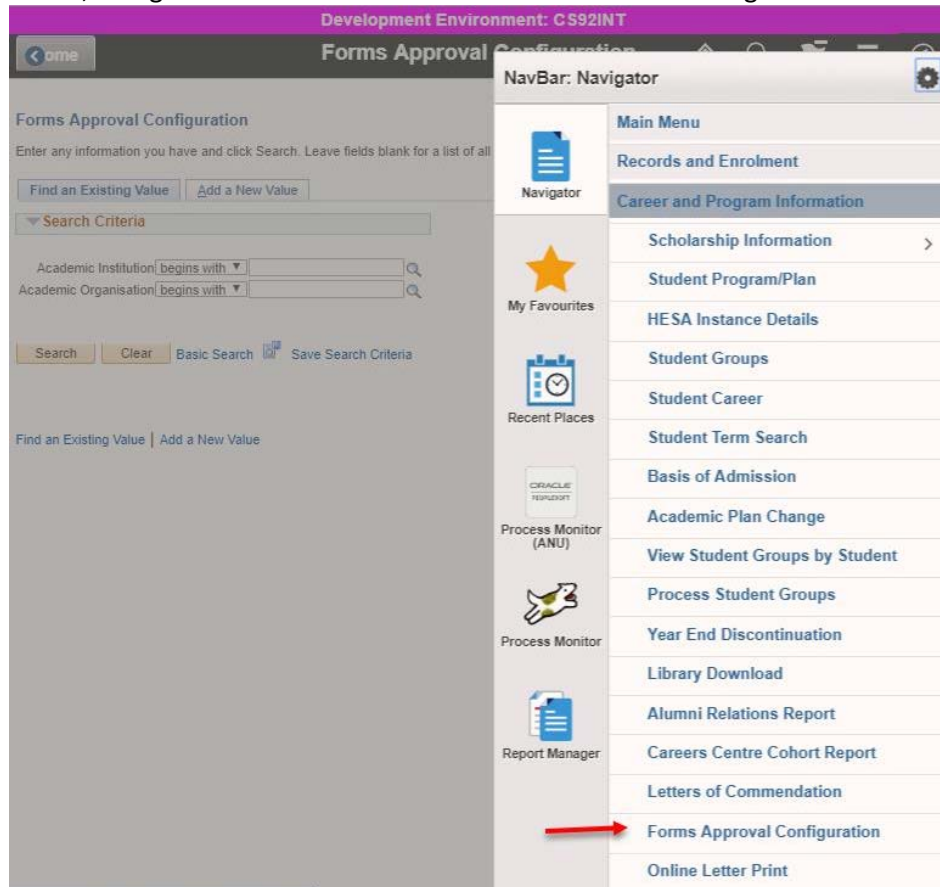 Development Environment: CS92INT
ome
Forms Approval Configuration
Forms Approval Configuration
Enter any information you have and click Search. Leave fields blank for a list of all
Find an Existing Value
Add a New Value
Search Criteria
Academic Institution begins with
Academic Organisation begins with
Search Clear Basic Search Save Search Criteria
Find an Existing Value | Add a New Value
NavBar: Navigator
Navigator
My Favourites
Recent Places
ORACLE
PEOPLESOFT
Process Monitor
(ANU)
Process Monitor
Report Manager
Main Menu
Records and Enrolment
Career and Program Information
Scholarship Information
Student Program/Plan
HESA Instance Details
Student Groups
Student Career
Student Term Search
Basis of Admission
Academic Plan Change
View Student Groups by Student
Process Student Groups
Year End Discontinuation
Library Download
Alumni Relations Report
Careers Centre Cohort Report
Letters of Commendation
Forms Approval Configuration
Online Letter Print